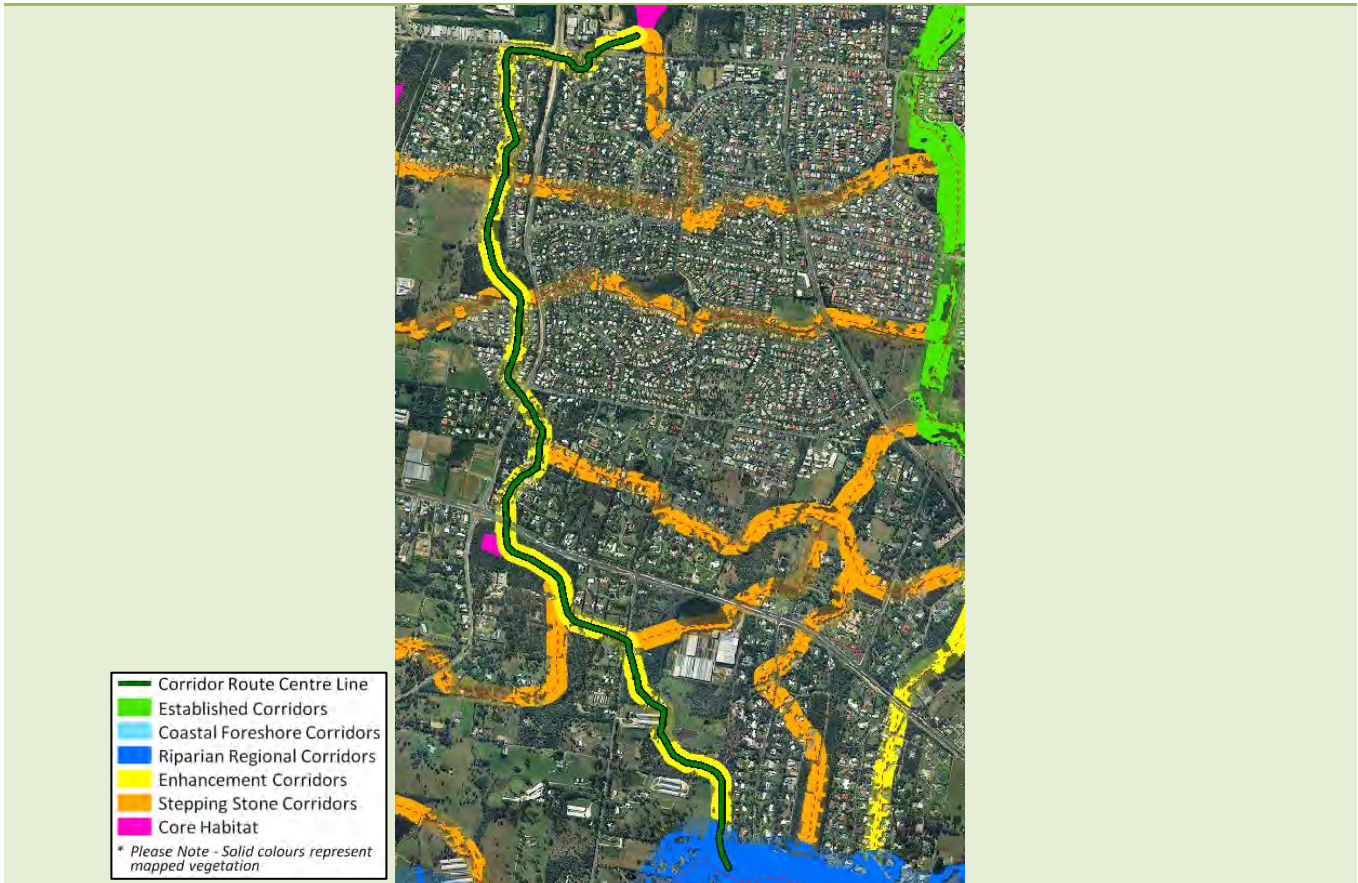 Corridor Route Centre Line
Established Corridors
Coastal Foreshore Corridors
Riparian Regional Corridors
Enhancement Corridors
Stepping Stone Corridors
Core Habitat
* Please Note - Solid colours represent
mapped vegetation